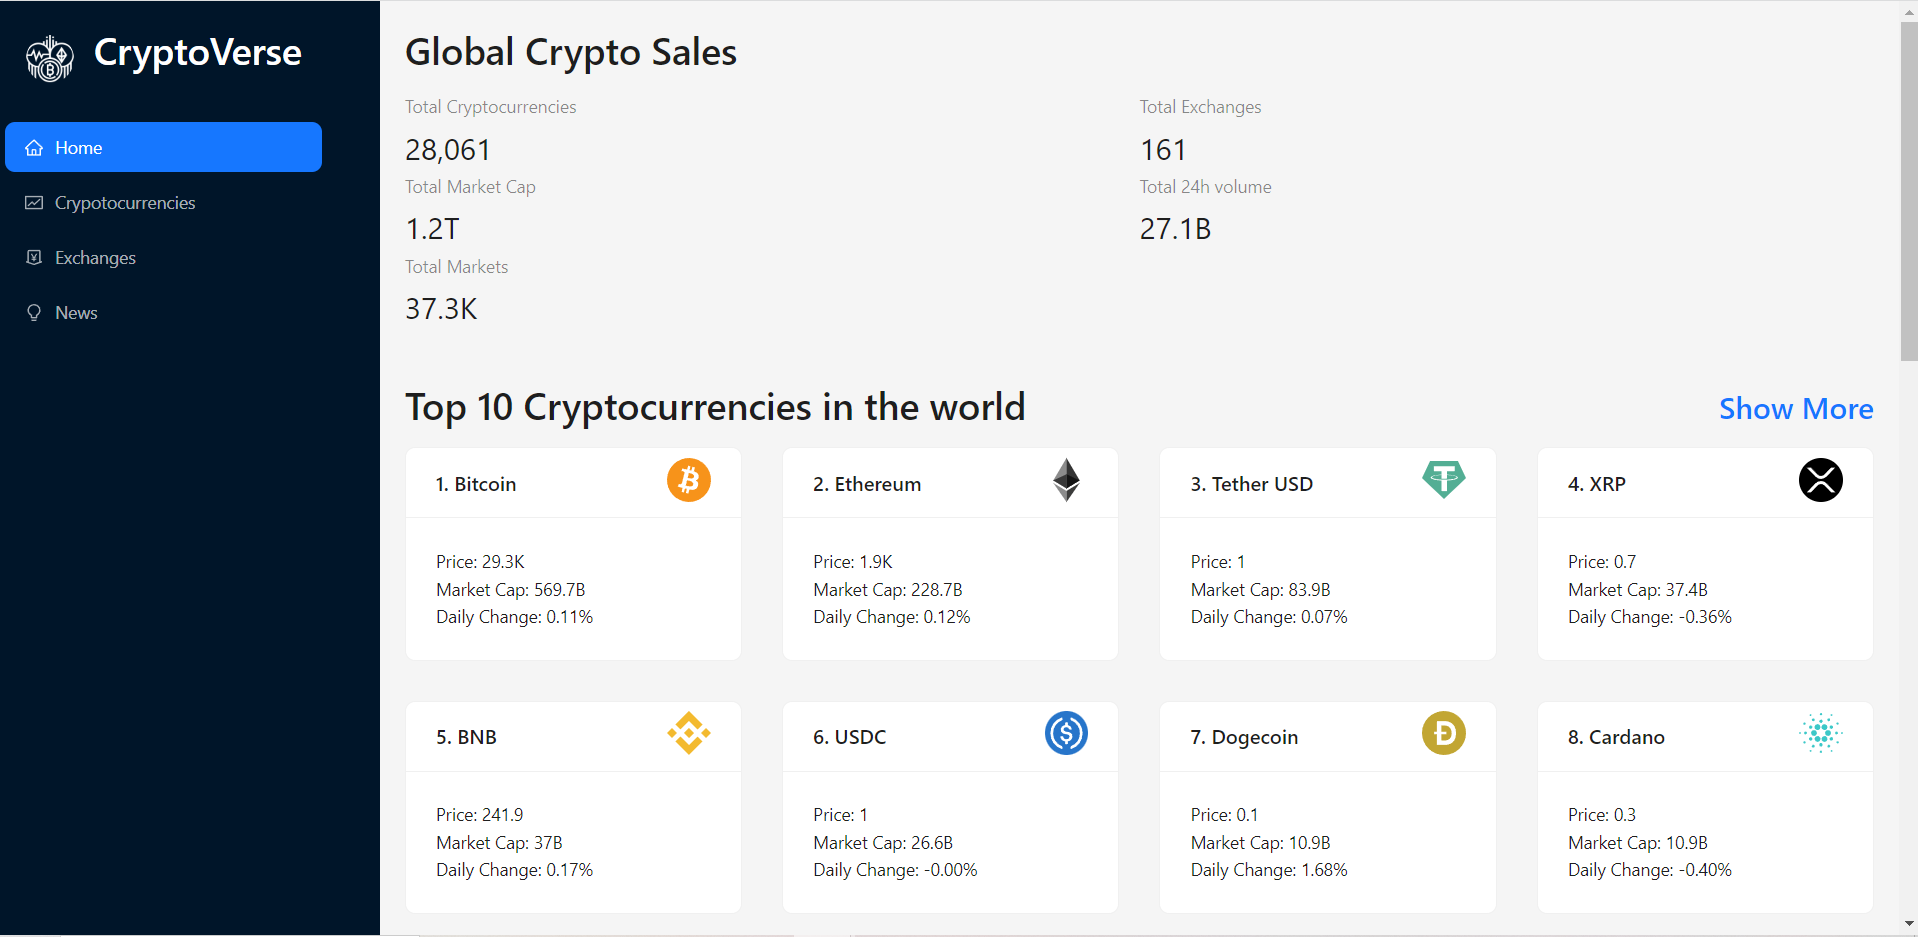 CryptoVerse
Home
Crypotocurrencies
Exchanges
News
Global Crypto Sales
Total Cryptocurrencies
28,061
Total Exchanges
161
Total Market Cap
1.2T
Total 24h volume
27.1B
Total Markets
37.3K
Top 10 Cryptocurrencies in the world
Show More
1. Bitcoin
Price: 29.3K
Market Cap: 569.7B
Daily Change: 0.11%
2. Ethereum
Price: 1.9K
Market Cap: 228.7B
Daily Change: 0.12%
3. Tether USD
Price: 1
Market Cap: 83.9B
Daily Change: 0.07%
4. XRP
Price: 0.7
Market Cap: 37.4B
Daily Change: -0.36%
5. BNB
Price: 241.9
Market Cap: 37B
Daily Change: 0.17%
6. USDC
Price: 1
Market Cap: 26.6B
Daily Change: -0.00%
7. Dogecoin
Price: 0.1
Market Cap: 10.9B
Daily Change: 1.68%
8. Cardano
Price: 0.3
Market Cap: 10.9B
Daily Change: -0.40%